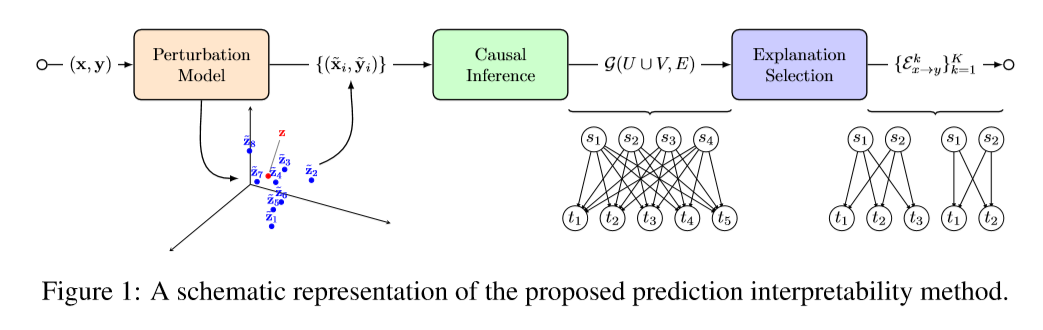 (x, y)
Perturbation
Model
{(x̃ᵢ, ỹᵢ)}
Causal
Inference
𝒢(U ∪ V, E)
Explanation
Selection
{ℰᵏₓ→ᵧ}ᴷₖ₌₁
z̃₈
z
z̃₃
z̃₇
z̃₄
z̃₂
z̃₆
z̃₅
z̃₁
s₁ s₂ s₃ s₄
t₁ t₂ t₃ t₄ t₅
s₁ s₂ s₁ s₂
t₁ t₂ t₃ t₁ t₂
Figure 1: A schematic representation of the proposed prediction interpretability method.